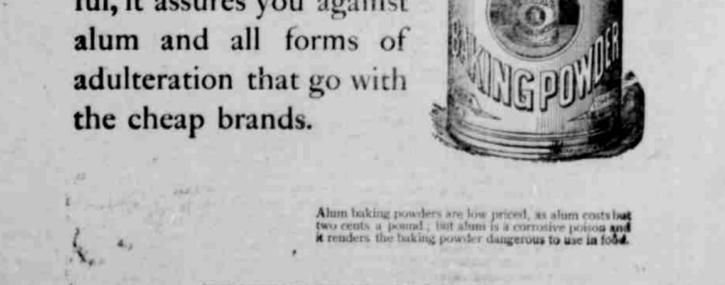 ful, it assures you against
alum and all forms of
adulteration that go with
the cheap brands.
BAKING POWDER
Alum baking powders are low priced, as alum costs but
two cents a pound; but alum is a corrosive poison and
it renders the baking powder dangerous to use in food.